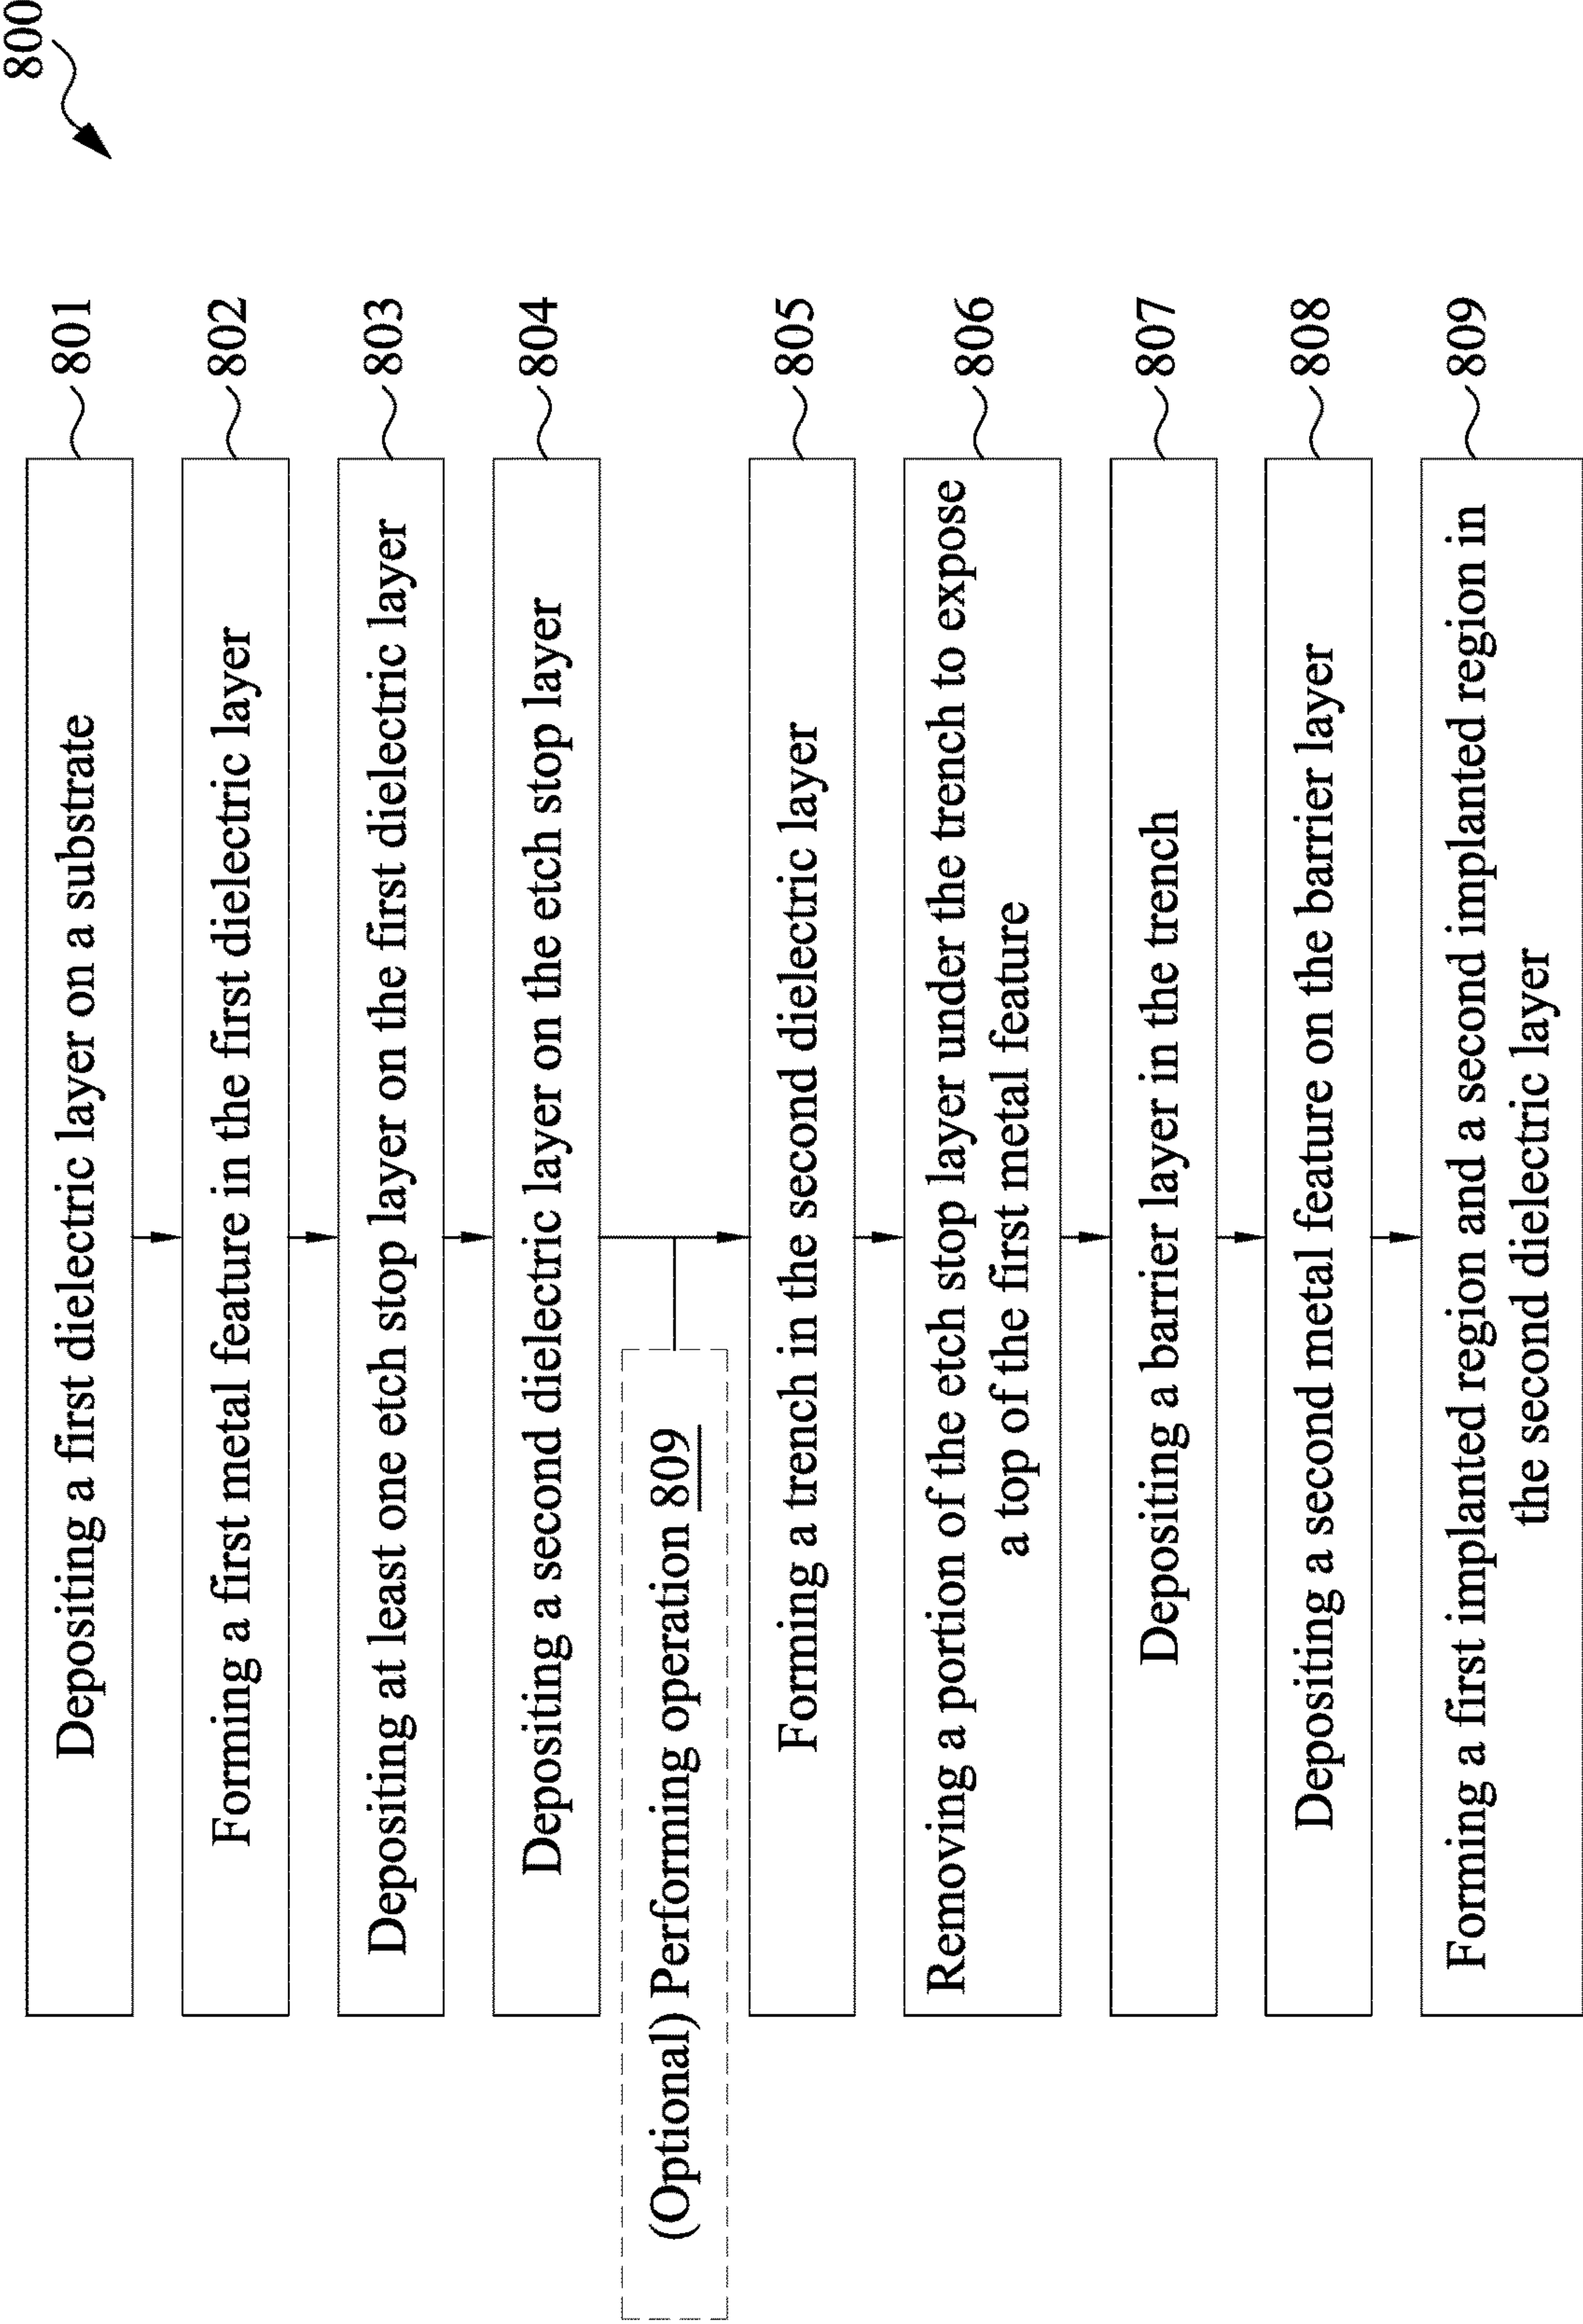 800
Depositing a first dielectric layer on a substrate
801
Forming a first metal feature in the first dielectric layer
802
Depositing at least one etch stop layer on the first dielectric layer
803
Depositing a second dielectric layer on the etch stop layer
804
(Optional) Performing operation 809
Forming a trench in the second dielectric layer
805
Removing a portion of the etch stop layer under the trench to expose
a top of the first metal feature
806
Depositing a barrier layer in the trench
807
Depositing a second metal feature on the barrier layer
808
Forming a first implanted region and a second implanted region in
the second dielectric layer
809